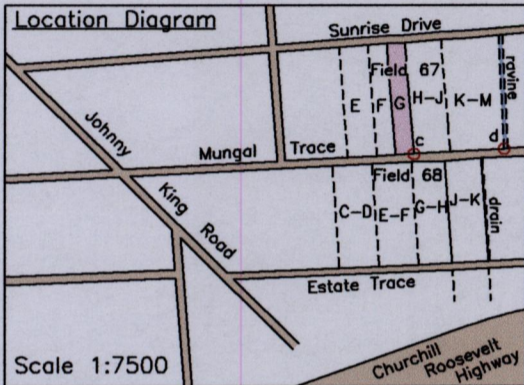 Location Diagram
Sunrise Drive
Field 67
E F G H-J K-M
ravine
Johnny King Road
Mungal Trace
c
d
Field 68
C-D E-F G-H J-K
drain
Estate Trace
Churchill Roosevelt Highway
Scale 1:7500